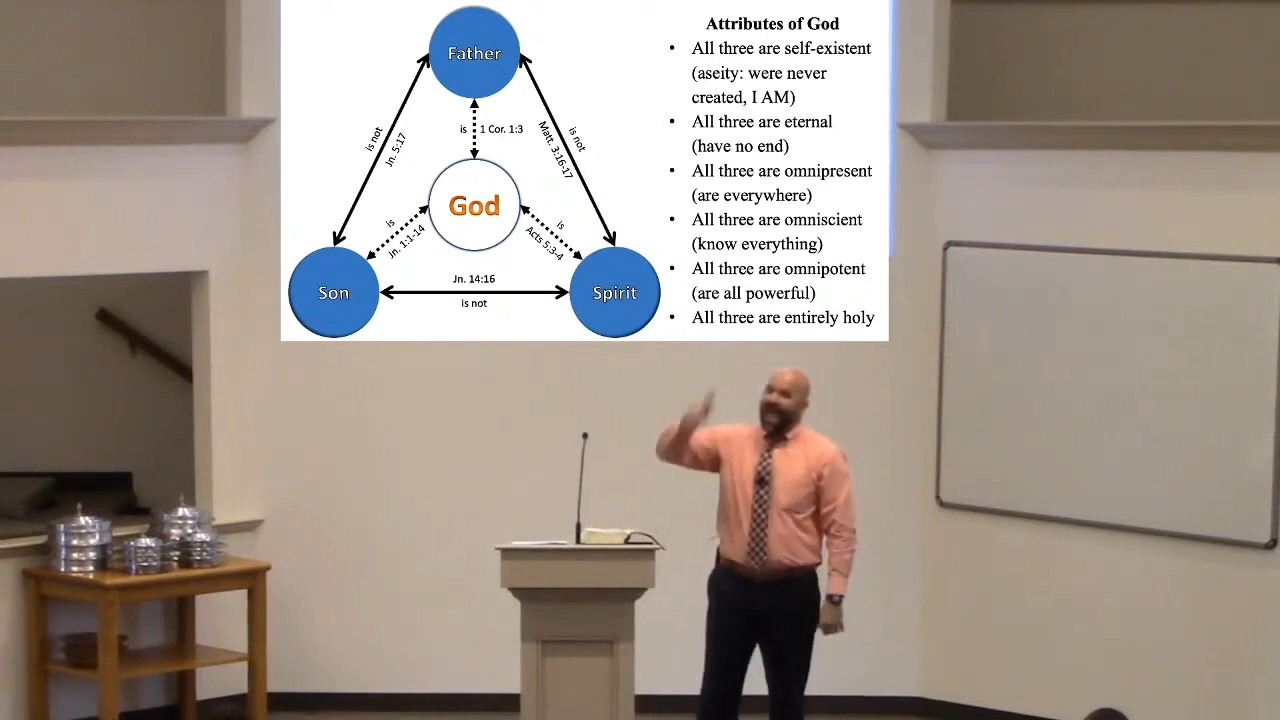 Father
is not
Jn. 5:17
is
1 Cor. 1:3
Matt. 3:16-17
is not
God
is
Jn. 1:1-14
is
Acts 5:3-4
Son
Jn. 14:16
is not
Spirit
Attributes of God
• All three are self-existent
(aseity: were never
created, I AM)
• All three are eternal
(have no end)
• All three are omnipresent
(are everywhere)
• All three are omniscient
(know everything)
• All three are omnipotent
(are all powerful)
• All three are entirely holy